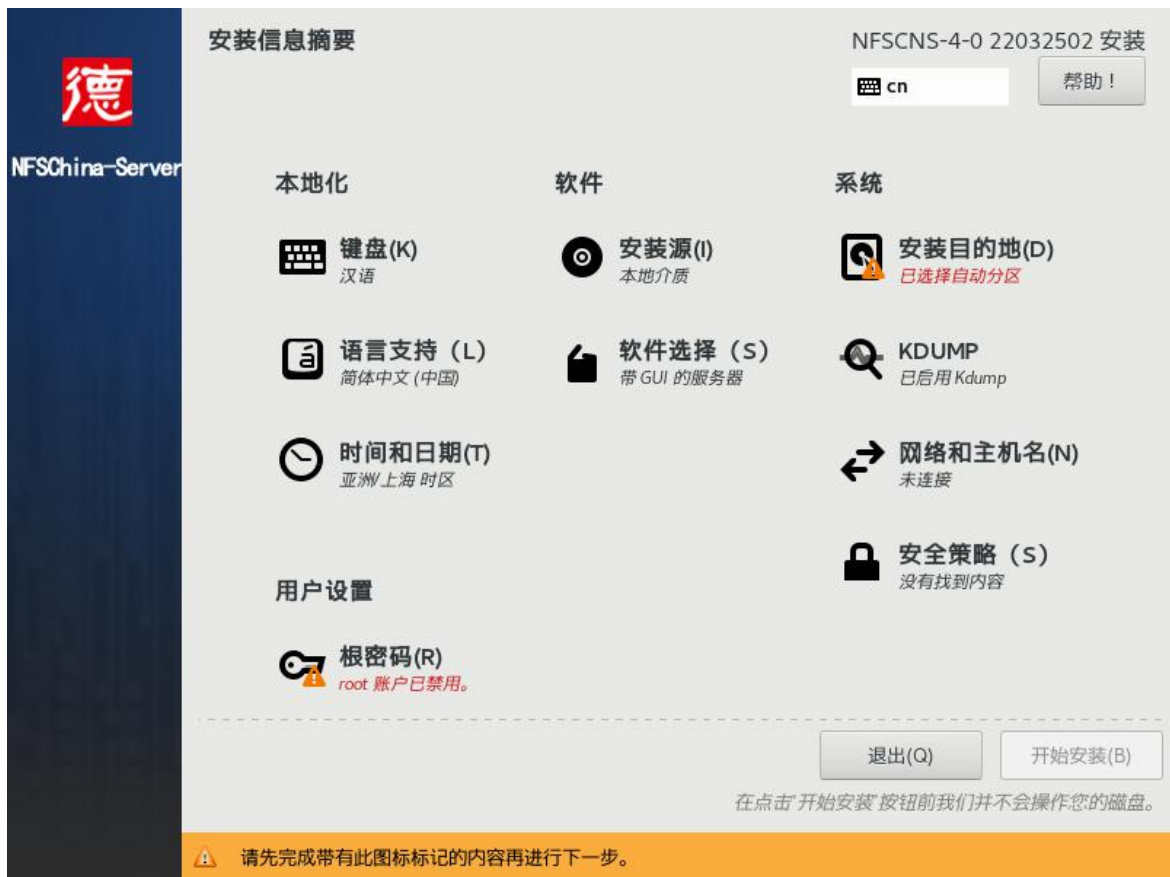 德
NFSChina-Server
安装信息摘要
NFSCNS-4-0 22032502 安装
cn
帮助！
本地化
键盘(K)
汉语
语言支持（L）
简体中文 (中国)
时间和日期(T)
亚洲/上海 时区
软件
安装源(I)
本地介质
软件选择（S）
带 GUI 的服务器
系统
安装目的地(D)
已选择自动分区
KDUMP
已启用 Kdump
网络和主机名(N)
未连接
安全策略（S）
没有找到内容
用户设置
根密码(R)
root 账户已禁用。
退出(Q)
开始安装(B)
在点击"开始安装"按钮前我们并不会操作您的磁盘。
请先完成带有此图标标记的内容再进行下一步。